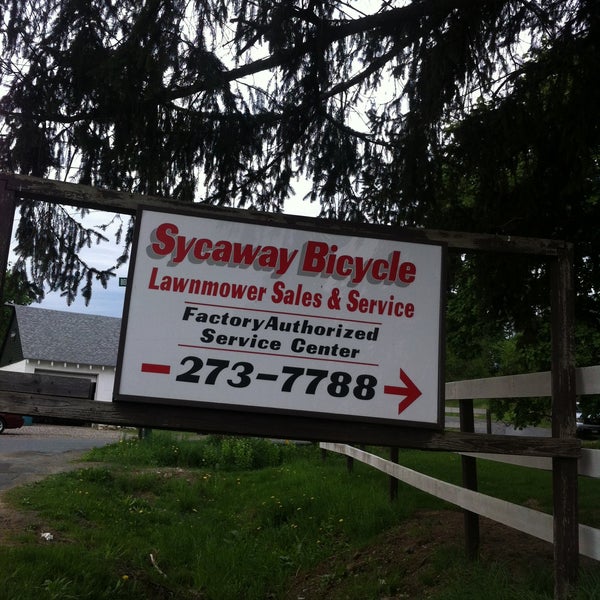 Sycaway Bicycle
Lawnmower Sales & Service
Factory Authorized
Service Center
273-7788